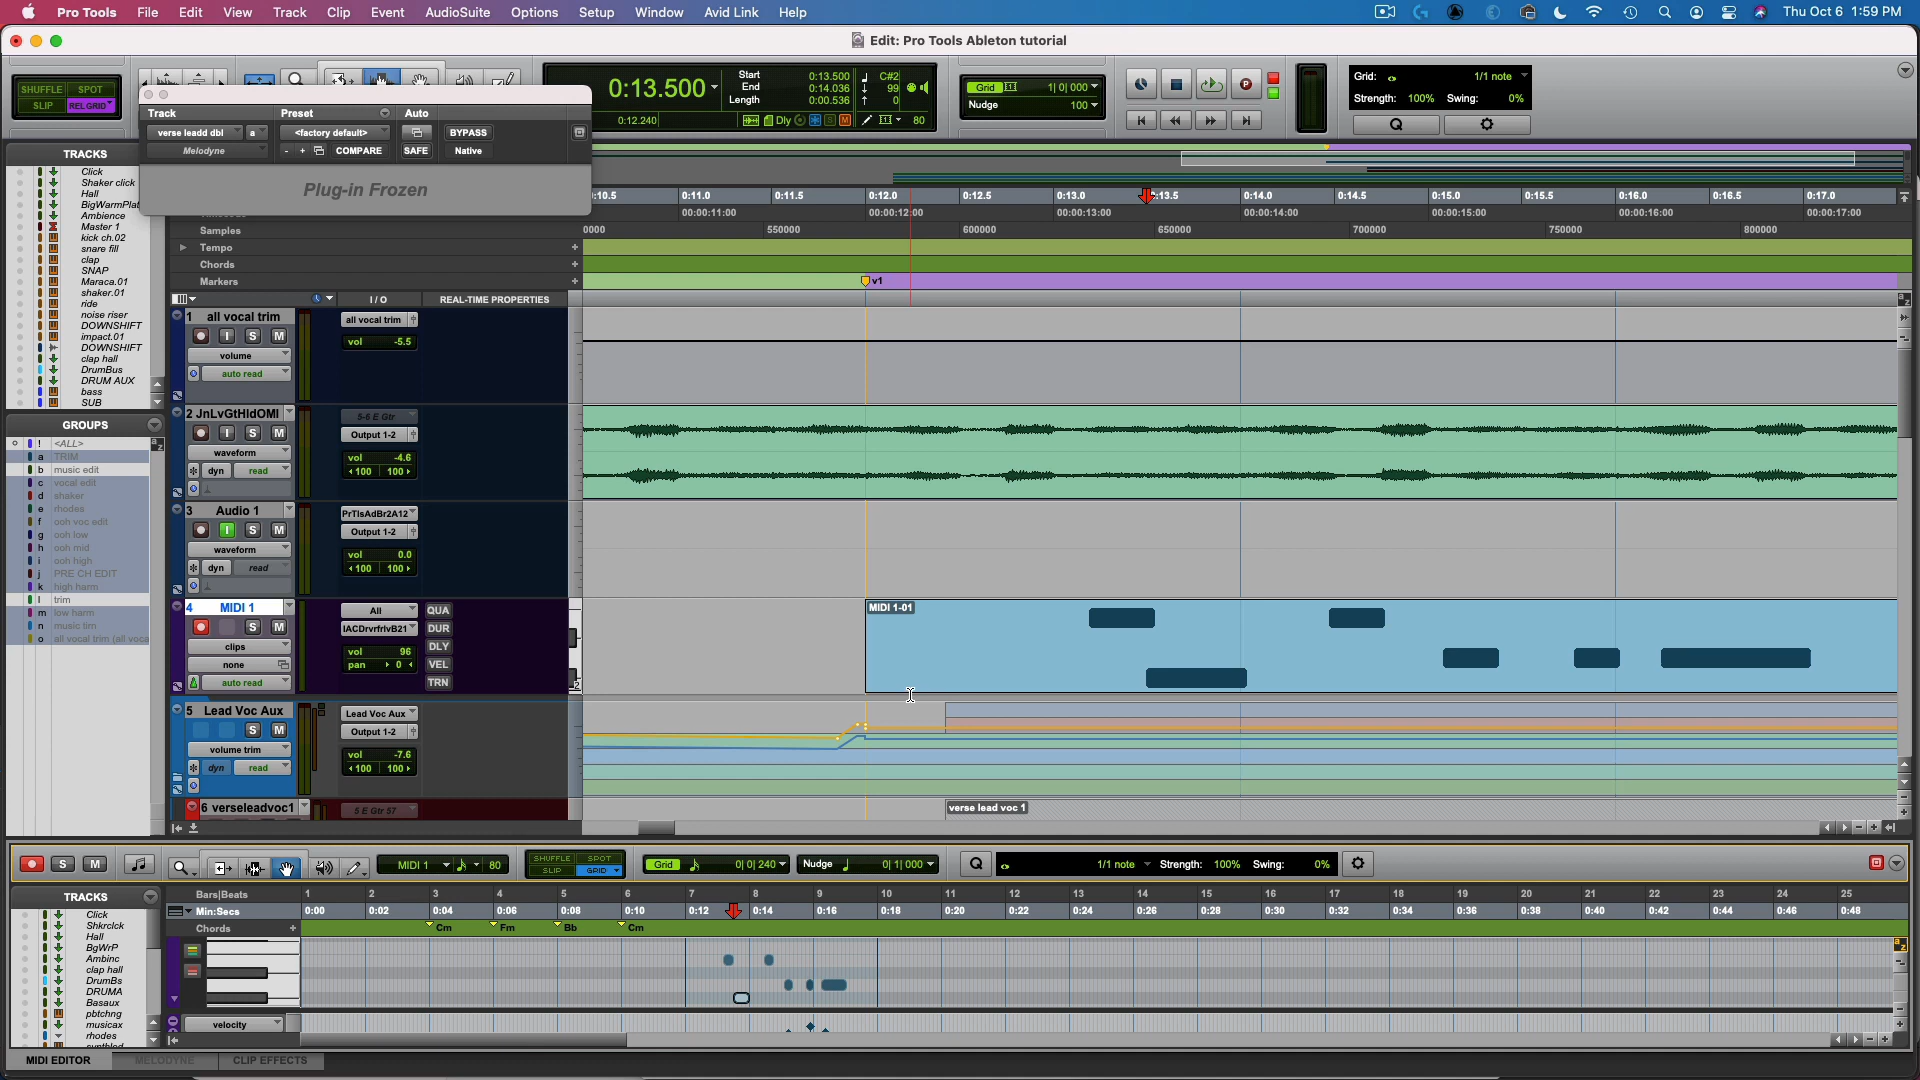 Pro Tools File Edit View Track Clip Event AudioSuite Options Setup Window Avid Link Help Thu Oct 6 1:59 PM
Edit: Pro Tools Ableton tutorial
SHUFFLE SPOT
SLIP REL GRID
0:13.500
Start 0:13.500
End 0:14.036
Length 0:00.536
C#2
99
0
0:12.240
Dly
S M
80
Grid 1| 0| 000
Nudge 100
Grid: 1/1 note
Strength: 100% Swing: 0%
Track Preset Auto
verse leadd dbl a <factory default> BYPASS
Melodyne - + COMPARE SAFE Native
Plug-in Frozen
TRACKS
Click
Shaker click
Hall
BigWarmPlat
Ambience
Master 1
kick ch.02
snare fill
clap
SNAP
Maraca.01
shaker.01
ride
noise riser
DOWNSHIFT
impact.01
DOWNSHIFT
clap hall
DrumBus
DRUM AUX
bass
SUB
GROUPS
! <ALL>
a TRIM
b music edit
c vocal edit
d shaker
e rhodes
f ooh voc edit
g ooh low
h ooh mid
i ooh high
j PRE CH EDIT
k high harm
l trim
m low harm
n music tim
o all vocal trim (all voca
:10.5 0:11.0 0:11.5 0:12.0 0:12.5 0:13.0 :13.5 0:14.0 0:14.5 0:15.0 0:15.5 0:16.0 0:16.5 0:17.0
00:00:11:00 00:00:12:00 00:00:13:00 00:00:14:00 00:00:15:00 00:00:16:00 00:00:17:00
Samples 0000 550000 600000 650000 700000 750000 800000
Tempo +
Chords +
Markers + v1
I / O REAL-TIME PROPERTIES
1 all vocal trim
I S M
volume
auto read
all vocal trim
vol -5.5
2 JnLvGtHldOMl
I S M
waveform
dyn read
5-6 E Gtr
Output 1-2
vol -4.6
100 100
3 Audio 1
I S M
waveform
dyn read
PrTlsAdBr2A12
Output 1-2
vol 0.0
100 100
4 MIDI 1
S M
clips
none
auto read
All
IACDrvrfrIvB21
vol 96
pan 0
QUA
DUR
DLY
VEL
TRN
MIDI 1-01
5 Lead Voc Aux
S M
volume trim
dyn read
Lead Voc Aux
Output 1-2
vol -7.6
100 100
6 verseleadvoc1
5 E Gtr 57
verse lead voc 1
S M
MIDI 1 80
SHUFFLE SPOT
SLIP GRID
Grid 0| 0| 240 Nudge 0| 1| 000 Q 1/1 note Strength: 100% Swing: 0%
TRACKS
Click
Shkrclck
Hall
BgWrP
Ambinc
clap hall
DrumBs
DRUMA
Basaux
pbtchng
musicax
rhodes
Bars|Beats 1 2 3 4 5 6 7 8 9 10 11 12 13 14 15 16 17 18 19 20 21 22 23 24 25
Min:Secs 0:00 0:02 0:04 0:06 0:08 0:10 0:12 0:14 0:16 0:18 0:20 0:22 0:24 0:26 0:28 0:30 0:32 0:34 0:36 0:38 0:40 0:42 0:44 0:46 0:48
Chords + Cm Fm Bb Cm
velocity
MIDI EDITOR MELODYNE CLIP EFFECTS